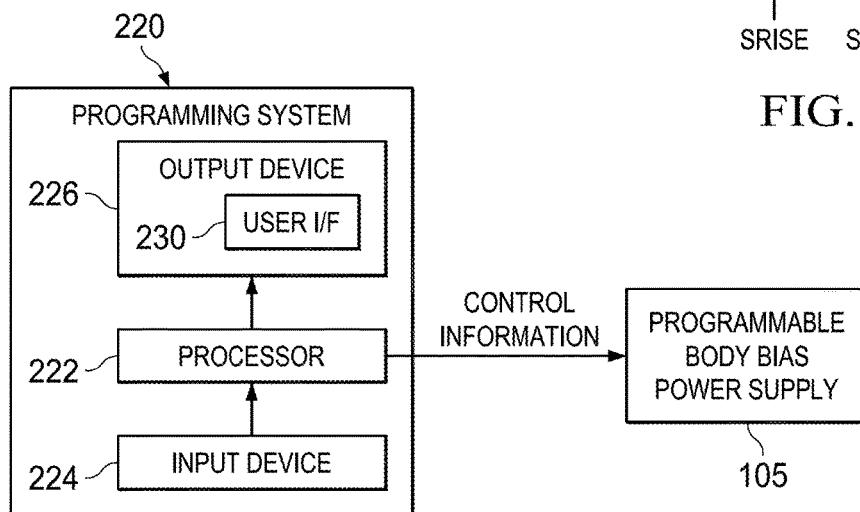 220
SRISE S
FIG.
PROGRAMMING SYSTEM
OUTPUT DEVICE
226
USER I/F
230
CONTROL
INFORMATION
PROGRAMMABLE
BODY BIAS
POWER SUPPLY
222
PROCESSOR
224
INPUT DEVICE
105